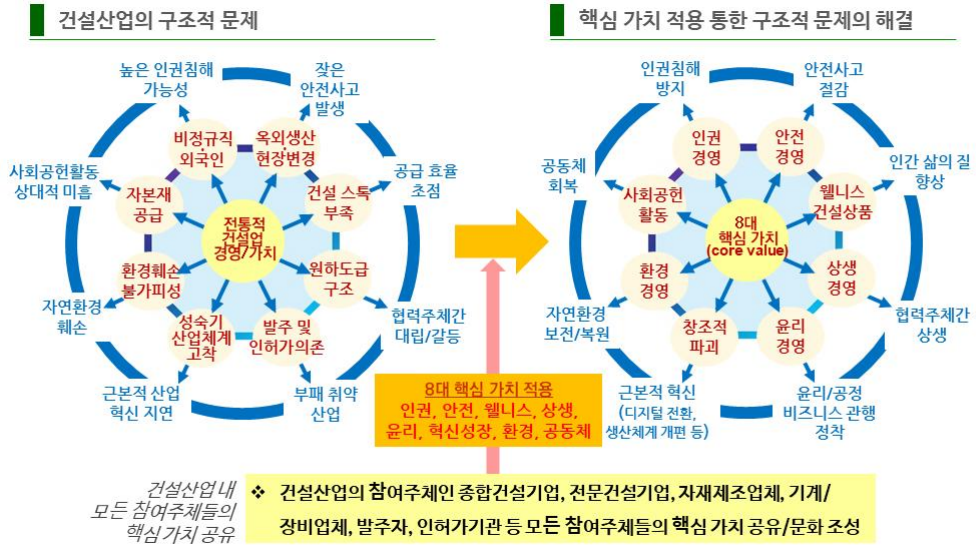 건설산업의 구조적 문제
높은 인권침해
가능성
잦은
안전사고
발생
비정규직
·
외국인
옥외생산
·
현장변경
사회공헌활동
상대적 미흡
자본재
공급
건설 스톡
부족
공급 효율
초점
전통적
건설업
경영/가치
환경훼손
불가피성
원하도급
구조
자연환경
훼손
성숙기
산업체계
고착
발주 및
인허가의존
협력주체간
대립/갈등
근본적 산업
혁신 지연
부패 취약
산업
핵심 가치 적용 통한 구조적 문제의 해결
인권침해
방지
안전사고
절감
인권
경영
안전
경영
공동체
회복
사회공헌
활동
웰니스
건설상품
인간 삶의 질
향상
8대
핵심 가치
(core value)
환경
경영
상생
경영
자연환경
보전/복원
창조적
파괴
윤리
경영
협력주체간
상생
근본적 혁신
(디지털 전환,
생산체계 개편 등)
윤리/공정
비즈니스 관행
정착
8대 핵심 가치 적용
인권, 안전, 웰니스, 상생,
윤리, 혁신성장, 환경, 공동체
건설산업 내
모든 참여주체들의
핵심 가치 공유
❖ 건설산업의 참여주체인 종합건설기업, 전문건설기업, 자재제조업체, 기계/
장비업체, 발주자, 인허가기관 등 모든 참여주체들의 핵심 가치 공유/문화 조성